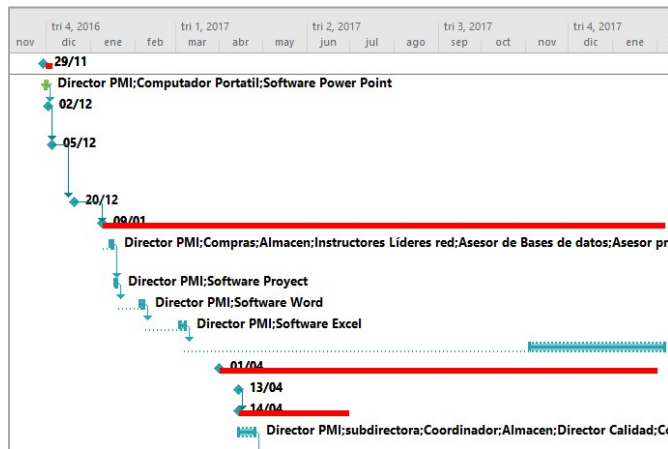 tri 4, 2016 tri 1, 2017 tri 2, 2017 tri 3, 2017 tri 4, 2017
nov dic ene feb mar abr may jun jul ago sep oct nov dic ene
29/11
Director PMI;Computador Portatil;Software Power Point
02/12
05/12
20/12
09/01
Director PMI;Compras;Almacen;Instructores Líderes red;Asesor de Bases de datos;Asesor pr
Director PMI;Software Proyect
Director PMI;Software Word
Director PMI;Software Excel
01/04
13/04
14/04
Director PMI;subdirectora;Coordinador;Almacen;Director Calidad;Co